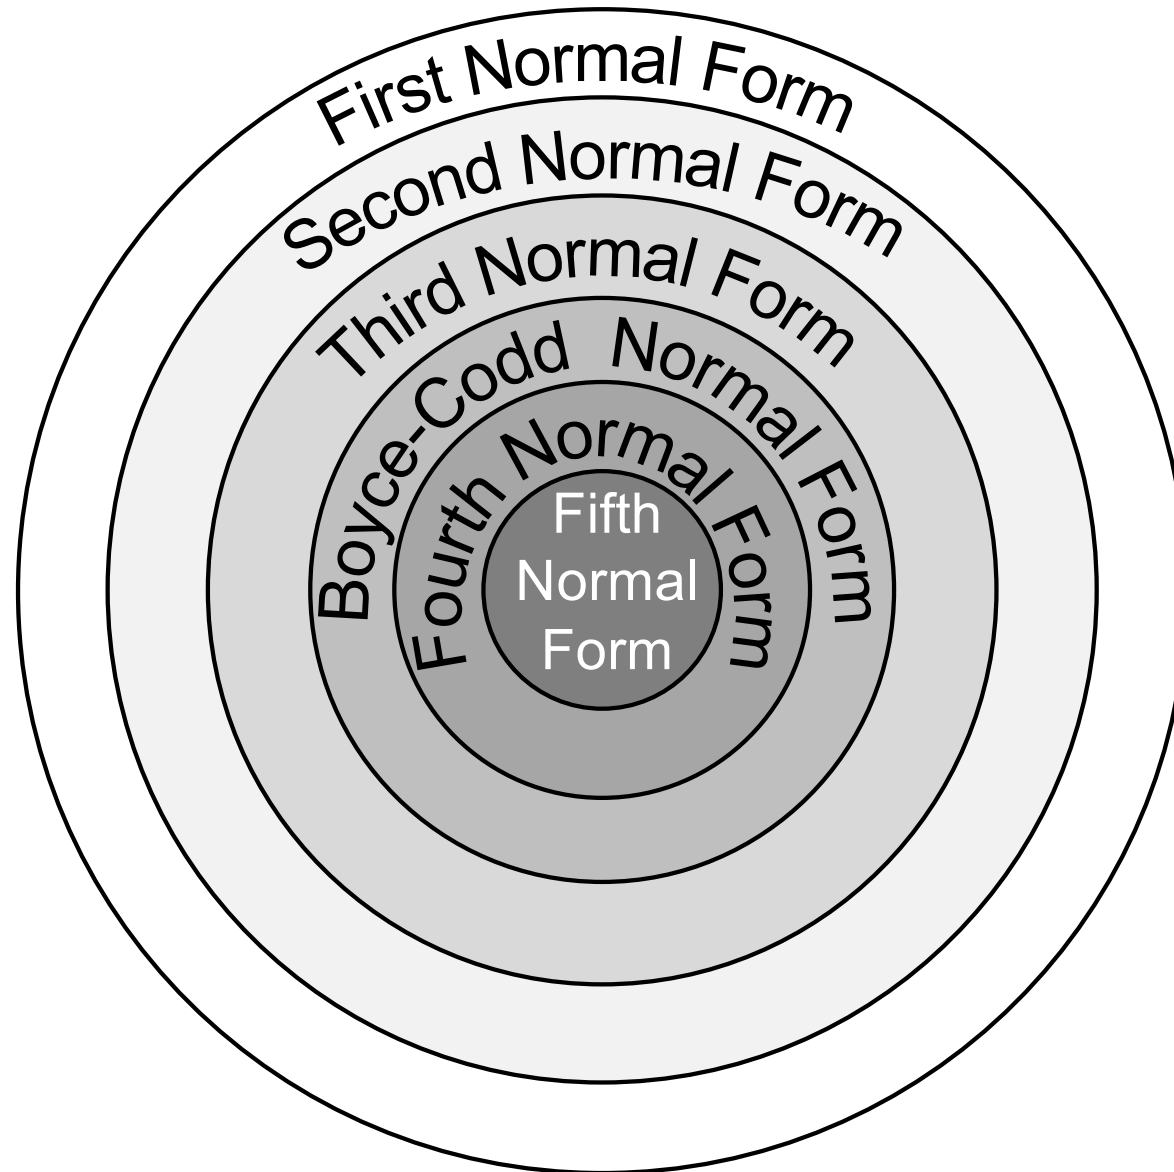 First Normal Form
Second Normal Form
Third Normal Form
Boyce-Codd Normal Form
Fourth Normal Form
Fifth
Normal
Form